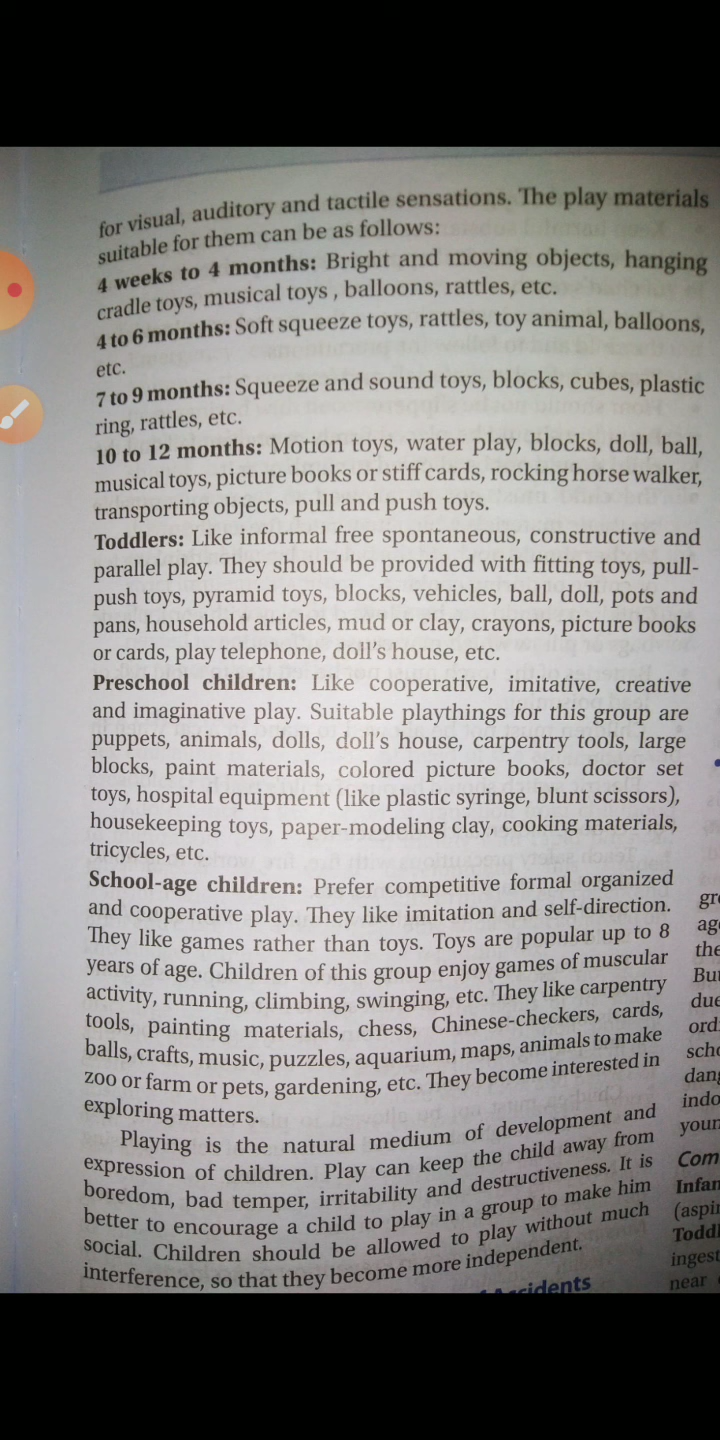 for visual, auditory and tactile sensations. The play materials
suitable for them can be as follows:
4 weeks to 4 months: Bright and moving objects, hanging
cradle toys, musical toys , balloons, rattles, etc.
4 to 6 months: Soft squeeze toys, rattles, toy animal, balloons,
etc.
7 to 9 months: Squeeze and sound toys, blocks, cubes, plastic
ring, rattles, etc.
10 to 12 months: Motion toys, water play, blocks, doll, ball,
musical toys, picture books or stiff cards, rocking horse walker,
transporting objects, pull and push toys.
Toddlers: Like informal free spontaneous, constructive and
parallel play. They should be provided with fitting toys, pull-
push toys, pyramid toys, blocks, vehicles, ball, doll, pots and
pans, household articles, mud or clay, crayons, picture books
or cards, play telephone, doll's house, etc.
Preschool children: Like cooperative, imitative, creative
and imaginative play. Suitable playthings for this group are
puppets, animals, dolls, doll's house, carpentry tools, large
blocks, paint materials, colored picture books, doctor set
toys, hospital equipment (like plastic syringe, blunt scissors),
housekeeping toys, paper-modeling clay, cooking materials,
tricycles, etc.
School-age children: Prefer competitive formal organized
and cooperative play. They like imitation and self-direction.
They like games rather than toys. Toys are popular up to 8
years of age. Children of this group enjoy games of muscular
activity, running, climbing, swinging, etc. They like carpentry
tools, painting materials, chess, Chinese-checkers, cards,
balls, crafts, music, puzzles, aquarium, maps, animals to make
zoo or farm or pets, gardening, etc. They become interested in
exploring matters.
Playing is the natural medium of development and
expression of children. Play can keep the child away from
boredom, bad temper, irritability and destructiveness. It is
better to encourage a child to play in a group to make him
social. Children should be allowed to play without much
interference, so that they become more independent.
the
near